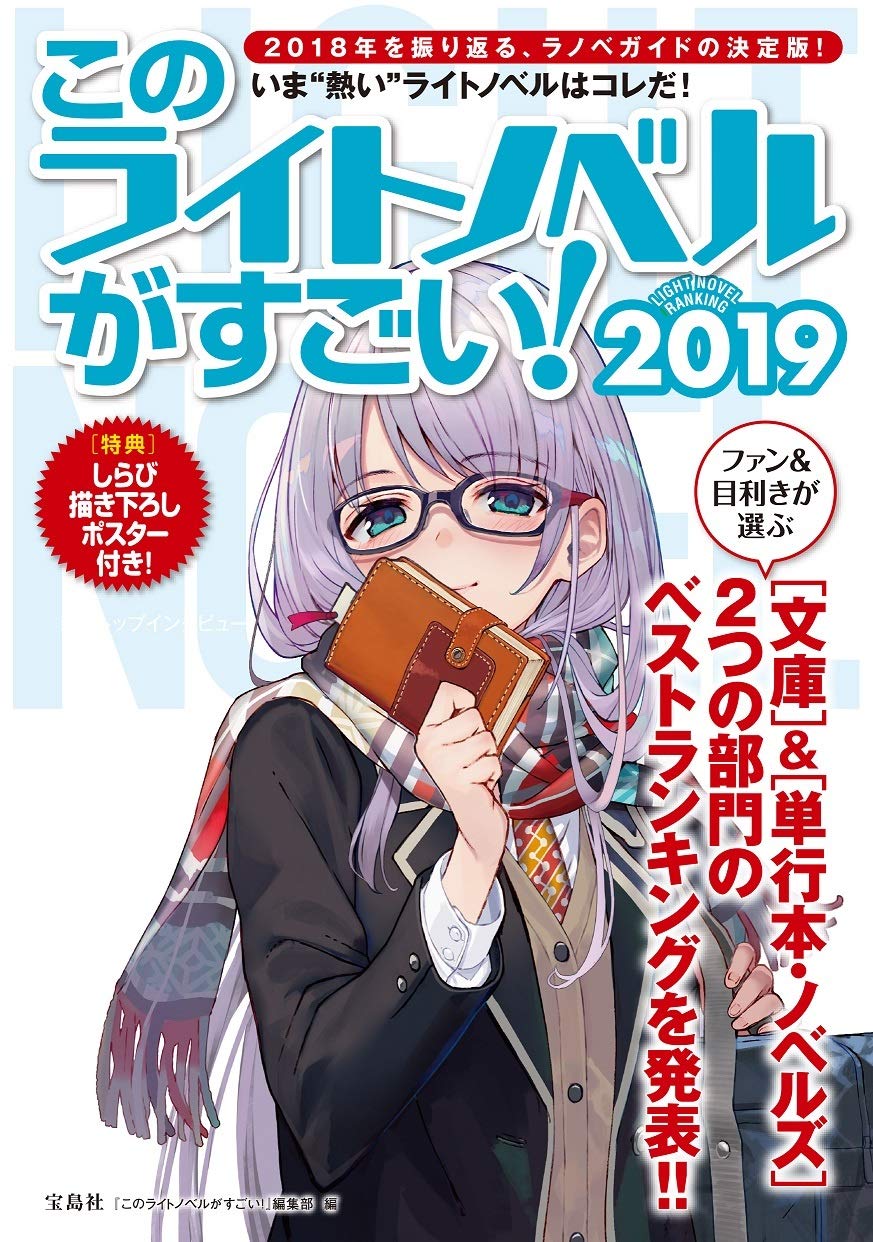 2018年を振り返る、ラノベガイドの決定版！
いま“熱い”ライトノベルはコレだ！
この
ライトノベル
がすごい！
LIGHT NOVEL
RANKING
2019
［特典］
しらび
描き下ろし
ポスター
付き！
ファン&
目利きが
選ぶ
［文庫］&［単行本・ノベルズ］
2つの部門の
ベストランキングを発表!!
宝島社 『このライトノベルがすごい！』編集部 編